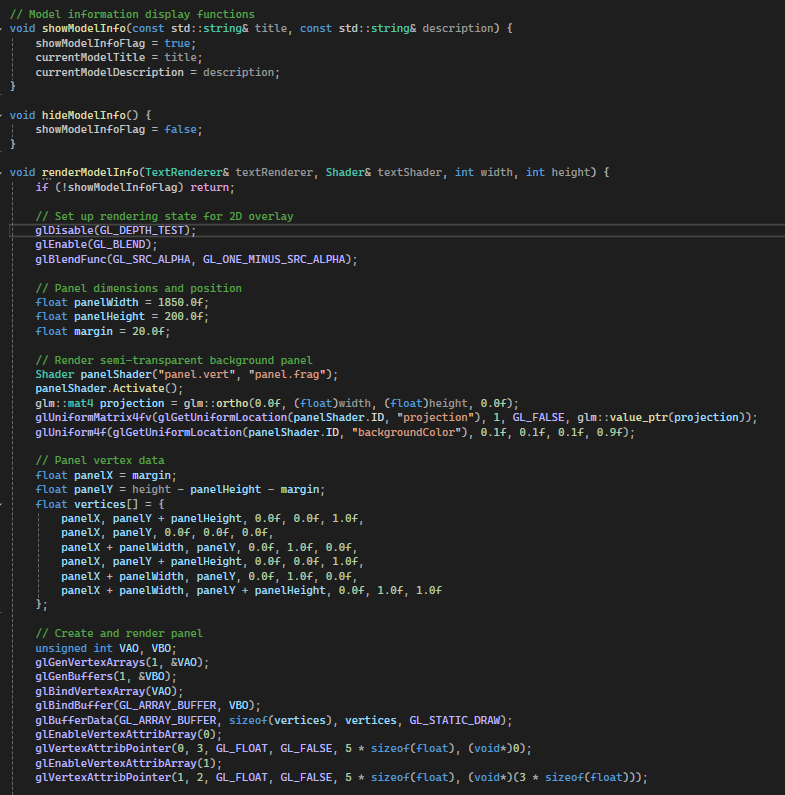 // Model information display functions
void showModelInfo(const std::string& title, const std::string& description) {
    showModelInfoFlag = true;
    currentModelTitle = title;
    currentModelDescription = description;
}

void hideModelInfo() {
    showModelInfoFlag = false;
}

void renderModelInfo(TextRenderer& textRenderer, Shader& textShader, int width, int height) {
    if (!showModelInfoFlag) return;

    // Set up rendering state for 2D overlay
    glDisable(GL_DEPTH_TEST);
    glEnable(GL_BLEND);
    glBlendFunc(GL_SRC_ALPHA, GL_ONE_MINUS_SRC_ALPHA);

    // Panel dimensions and position
    float panelWidth = 1850.0f;
    float panelHeight = 200.0f;
    float margin = 20.0f;

    // Render semi-transparent background panel
    Shader panelShader("panel.vert", "panel.frag");
    panelShader.Activate();
    glm::mat4 projection = glm::ortho(0.0f, (float)width, (float)height, 0.0f);
    glUniformMatrix4fv(glGetUniformLocation(panelShader.ID, "projection"), 1, GL_FALSE, glm::value_ptr(projection));
    glUniform4f(glGetUniformLocation(panelShader.ID, "backgroundColor"), 0.1f, 0.1f, 0.1f, 0.9f);

    // Panel vertex data
    float panelX = margin;
    float panelY = height - panelHeight - margin;
    float vertices[] = {
        panelX, panelY + panelHeight, 0.0f, 0.0f, 1.0f,
        panelX, panelY, 0.0f, 0.0f, 0.0f,
        panelX + panelWidth, panelY, 0.0f, 1.0f, 0.0f,
        panelX, panelY + panelHeight, 0.0f, 0.0f, 1.0f,
        panelX + panelWidth, panelY, 0.0f, 1.0f, 0.0f,
        panelX + panelWidth, panelY + panelHeight, 0.0f, 1.0f, 1.0f
    };

    // Create and render panel
    unsigned int VAO, VBO;
    glGenVertexArrays(1, &VAO);
    glGenBuffers(1, &VBO);
    glBindVertexArray(VAO);
    glBindBuffer(GL_ARRAY_BUFFER, VBO);
    glBufferData(GL_ARRAY_BUFFER, sizeof(vertices), vertices, GL_STATIC_DRAW);
    glEnableVertexAttribArray(0);
    glVertexAttribPointer(0, 3, GL_FLOAT, GL_FALSE, 5 * sizeof(float), (void*)0);
    glEnableVertexAttribArray(1);
    glVertexAttribPointer(1, 2, GL_FLOAT, GL_FALSE, 5 * sizeof(float), (void*)(3 * sizeof(float)));